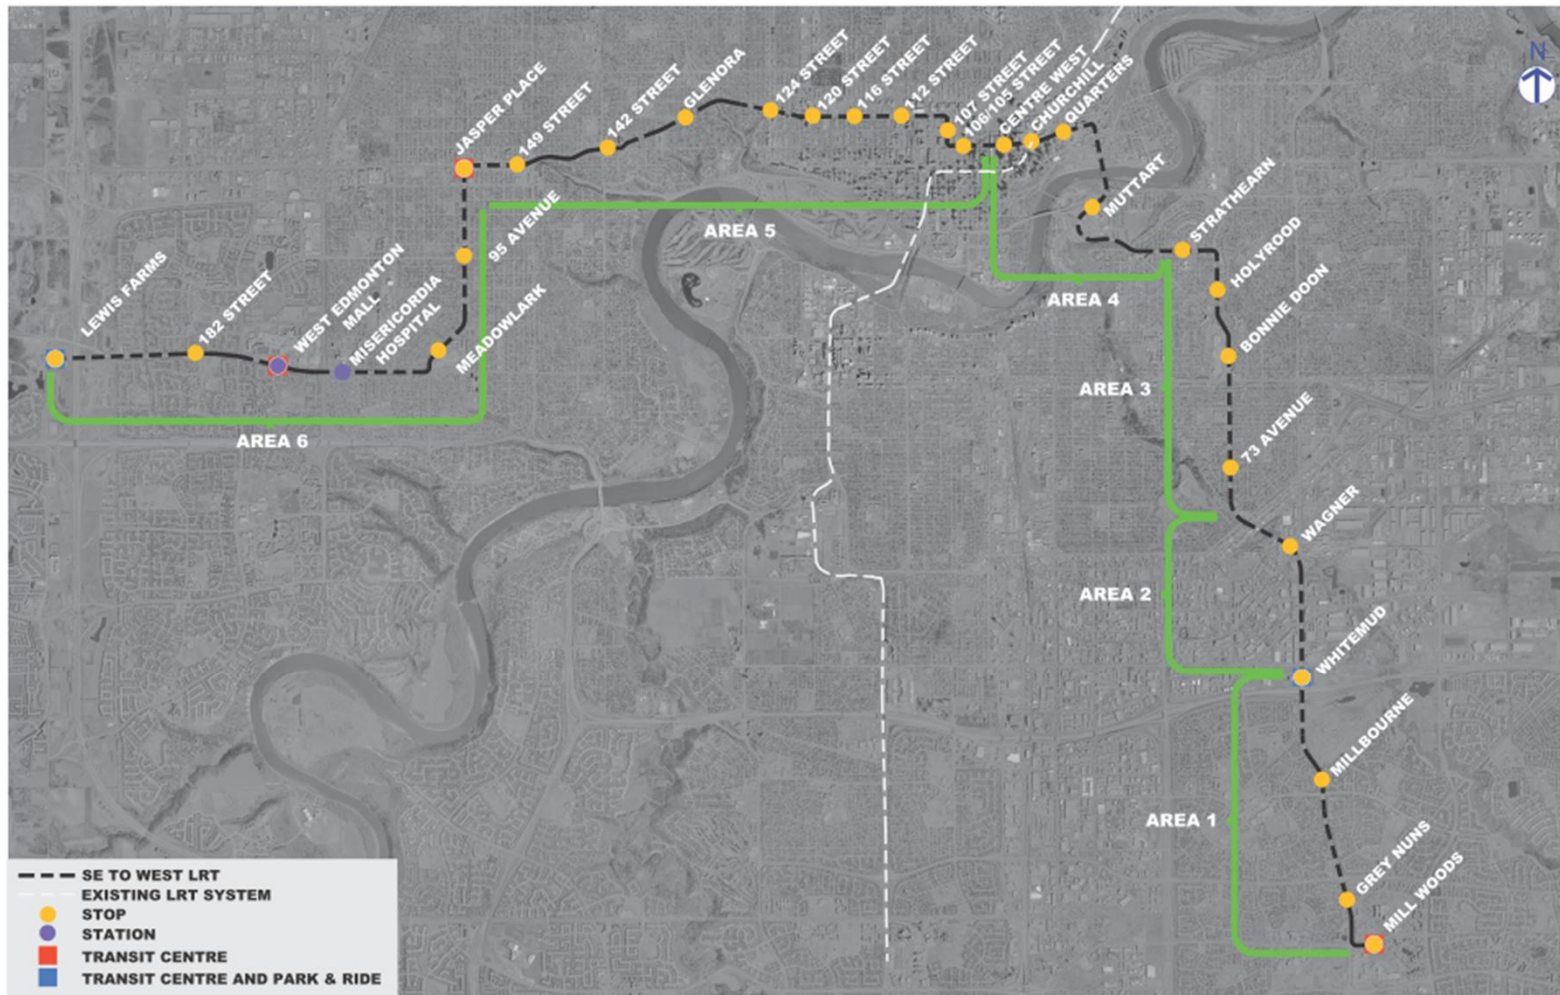 N
124 STREET
120 STREET
116 STREET
112 STREET
107 STREET
106/105 STREET
CENTRE WEST
CHURCHILL
QUARTERS
GLENORA
142 STREET
149 STREET
JASPER PLACE
MUTTART
STRATHEARN
HOLYROOD
BONNIE DOON
95 AVENUE
AREA 5
AREA 4
LEWIS FARMS
182 STREET
WEST EDMONTON
MALL
MISERICORDIA
HOSPITAL
MEADOWLARK
AREA 6
AREA 3
73 AVENUE
WAGNER
AREA 2
WHITEMUD
MILLBOURNE
AREA 1
GREY NUNS
MILL WOODS
SE TO WEST LRT
EXISTING LRT SYSTEM
STOP
STATION
TRANSIT CENTRE
TRANSIT CENTRE AND PARK & RIDE